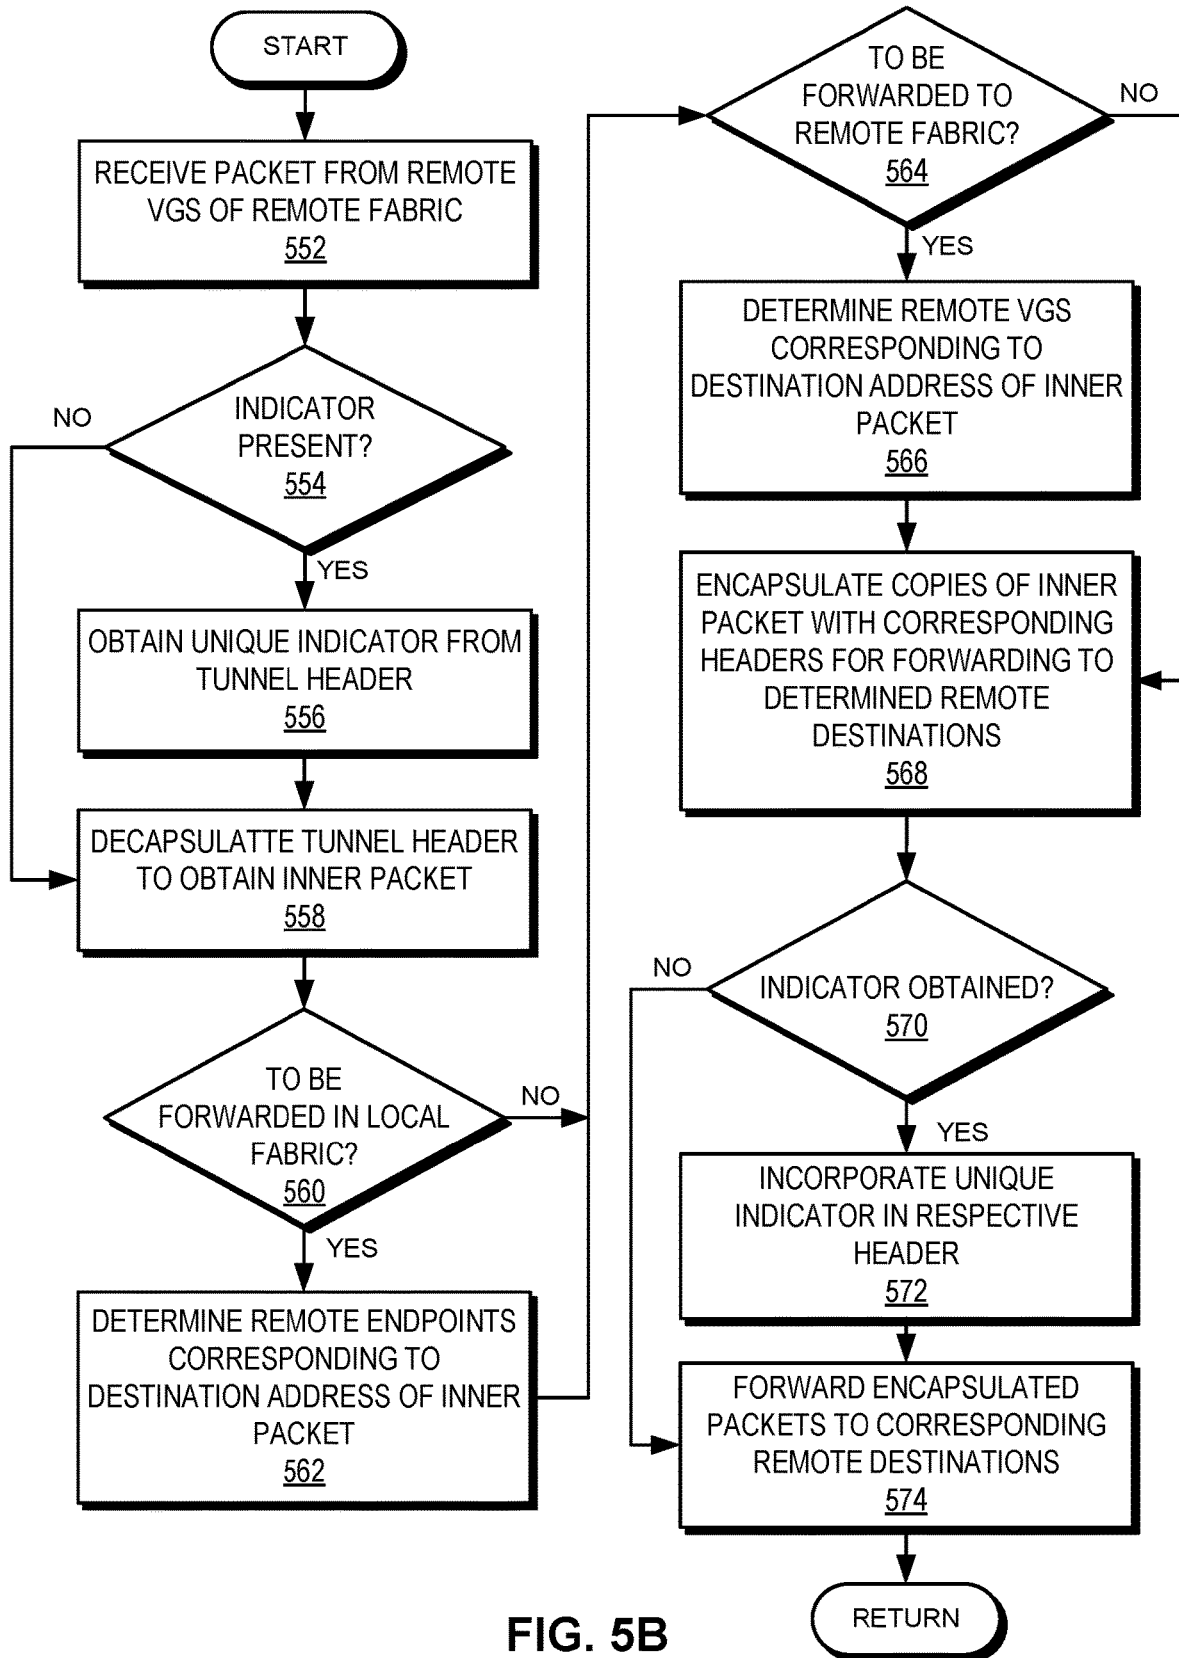 START
RECEIVE PACKET FROM REMOTE
VGS OF REMOTE FABRIC
552
INDICATOR
PRESENT?
554
NO
YES
OBTAIN UNIQUE INDICATOR FROM
TUNNEL HEADER
556
DECAPSULATTE TUNNEL HEADER
TO OBTAIN INNER PACKET
558
TO BE
FORWARDED IN LOCAL
FABRIC?
560
NO
YES
DETERMINE REMOTE ENDPOINTS
CORRESPONDING TO
DESTINATION ADDRESS OF INNER
PACKET
562
TO BE
FORWARDED TO
REMOTE FABRIC?
564
NO
YES
DETERMINE REMOTE VGS
CORRESPONDING TO
DESTINATION ADDRESS OF INNER
PACKET
566
ENCAPSULATE COPIES OF INNER
PACKET WITH CORRESPONDING
HEADERS FOR FORWARDING TO
DETERMINED REMOTE
DESTINATIONS
568
INDICATOR OBTAINED?
570
NO
YES
INCORPORATE UNIQUE
INDICATOR IN RESPECTIVE
HEADER
572
FORWARD ENCAPSULATED
PACKETS TO CORRESPONDING
REMOTE DESTINATIONS
574
RETURN
FIG. 5B